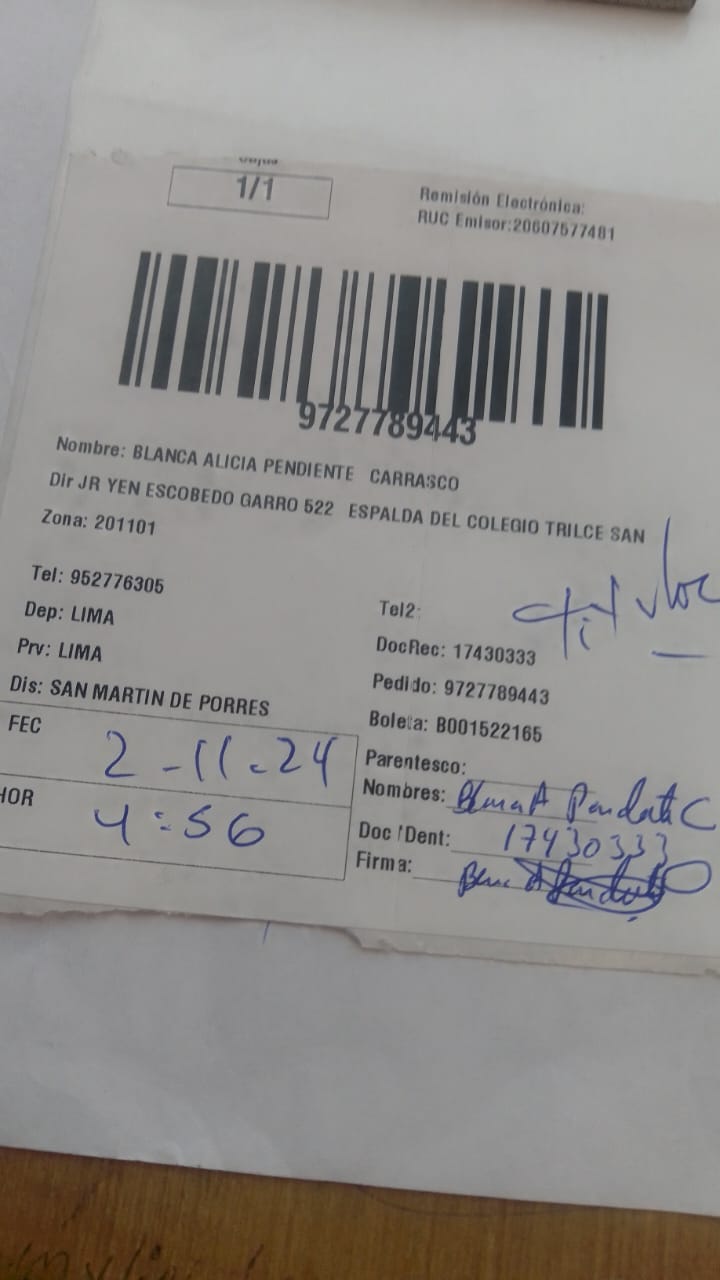 1/1
Remisión Electrónica:
RUC Emisor:20607577481
9727789443
Nombre: BLANCA ALICIA PENDIENTE CARRASCO
Dir JR YEN ESCOBEDO GARRO 522 ESPALDA DEL COLEGIO TRILCE SAN
Zona: 201101
Tel: 952776305
Tel2:
Dep: LIMA
DocRec: 17430333
Prv: LIMA
Pedido: 9727789443
Dis: SAN MARTIN DE PORRES
Boleta: B001522165
FEC 2-11-24
Parentesco:
HOR 4:56
Nombres:
Doc Ident: 17430333
Firma: